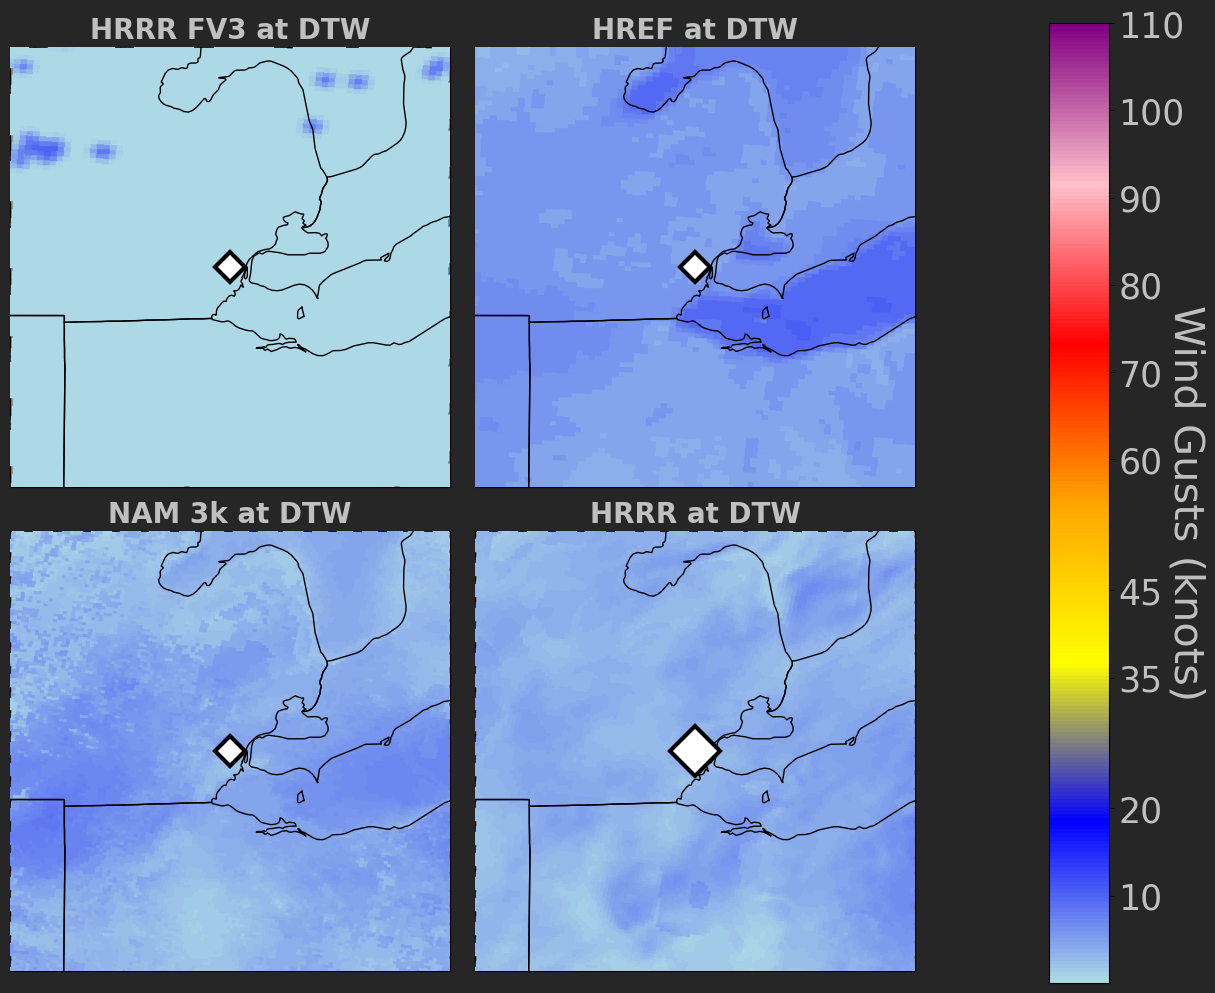 HRRR FV3 at DTW
HREF at DTW
NAM 3k at DTW
HRRR at DTW
110
100
90
80
70
60
45
35
20
10
Wind Gusts (knots)